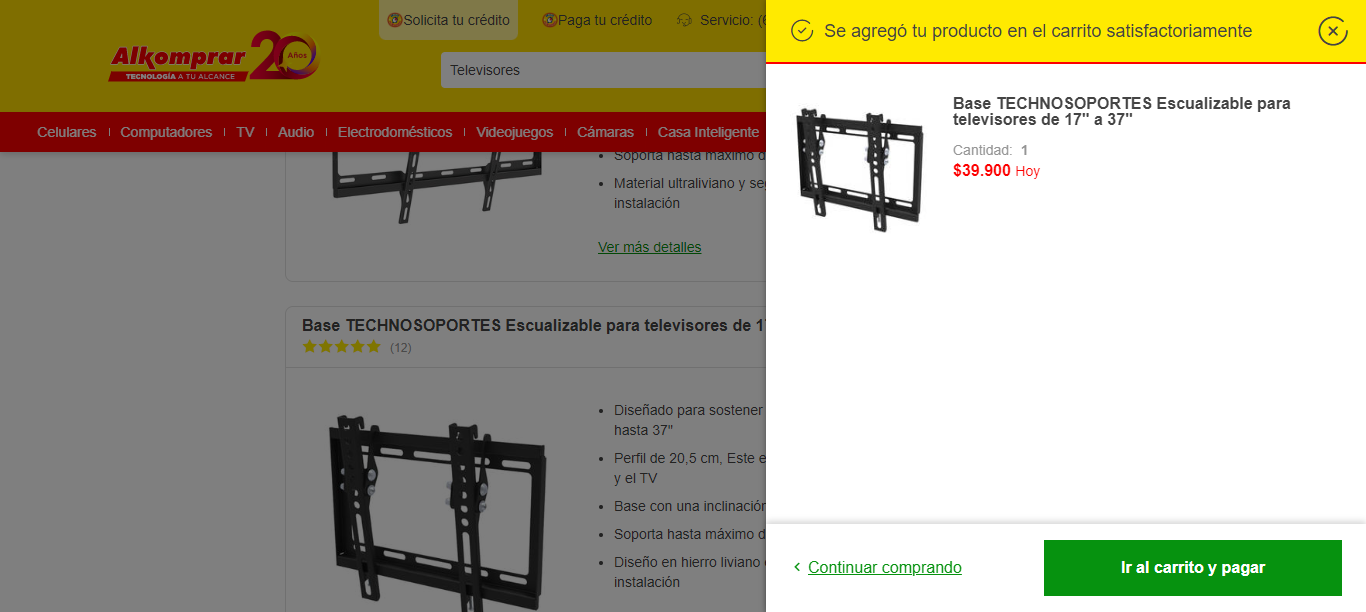 Solicita tu crédito
Paga tu crédito
Servicio: (6
Alkomprar
20
Años
TECNOLOGÍA A TU ALCANCE
Televisores
Celulares
Computadores
TV
Audio
Electrodomésticos
Videojuegos
Cámaras
Casa Inteligente
Soporta hasta máximo d
Material ultraliviano y se
instalación
Ver más detalles
Base TECHNOSOPORTES Escualizable para televisores de 1
(12)
Diseñado para sostener
hasta 37"
Perfil de 20,5 cm, Este e
y el TV
Base con una inclinación
Soporta hasta máximo d
Diseño en hierro liviano
instalación
Se agregó tu producto en el carrito satisfactoriamente
Base TECHNOSOPORTES Escualizable para
televisores de 17" a 37"
Cantidad: 1
$39.900 Hoy
Continuar comprando
Ir al carrito y pagar